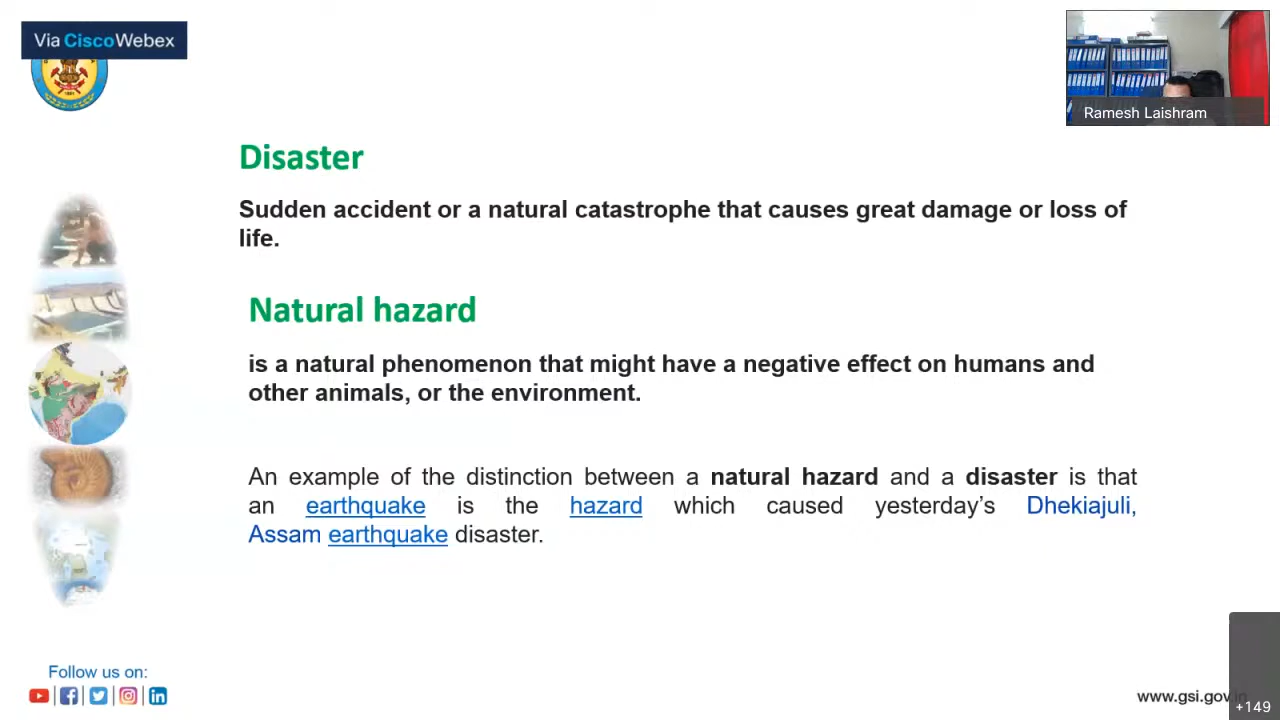 Via Cisco Webex
Ramesh Laishram
Disaster
Sudden accident or a natural catastrophe that causes great damage or loss of
life.
Natural hazard
is a natural phenomenon that might have a negative effect on humans and
other animals, or the environment.
An example of the distinction between a natural hazard and a disaster is that
an earthquake is the hazard which caused yesterday's Dhekiajuli,
Assam earthquake disaster.
Follow us on:
www.gsi.gov.in
+149